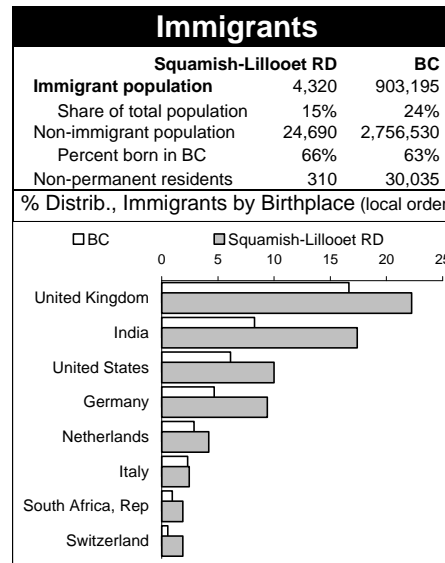 Immigrants
Squamish-Lillooet RD BC
Immigrant population 4,320 903,195
Share of total population 15% 24%
Non-immigrant population 24,690 2,756,530
Percent born in BC 66% 63%
Non-permanent residents 310 30,035
% Distrib., Immigrants by Birthplace (local order
BC Squamish-Lillooet RD
0 5 10 15 20 25
United Kingdom
India
United States
Germany
Netherlands
Italy
South Africa, Rep
Switzerland